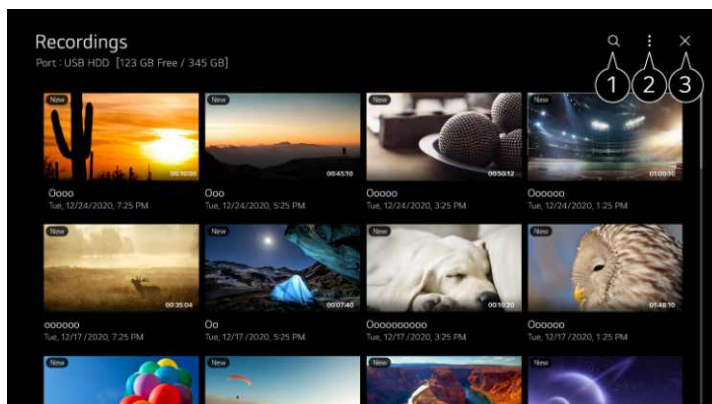 Recordings
Port : USB HDD [123 GB Free / 345 GB]
1 2 3
New New New New
00:10:00 00:45:10 00:50:12 01:00:10
Oooo Ooo Ooooo Oooooo
Tue, 12/24/2020, 7:25 PM Tue, 12/24/2020, 5:25 PM Tue, 12/24/2020, 3:25 PM Tue, 12/24/2020, 1:25 PM
New New New New
00:35:04 00:07:40 00:10:20 01:48:10
oooooo Oo Oooooooooo Oooooo
Tue, 12/17 /2020, 7:25 PM Tue, 12/17 /2020, 5:25 PM Tue, 12/17 /2020, 3:25 PM Tue, 12/17 /2020, 1:25 PM
New New New New